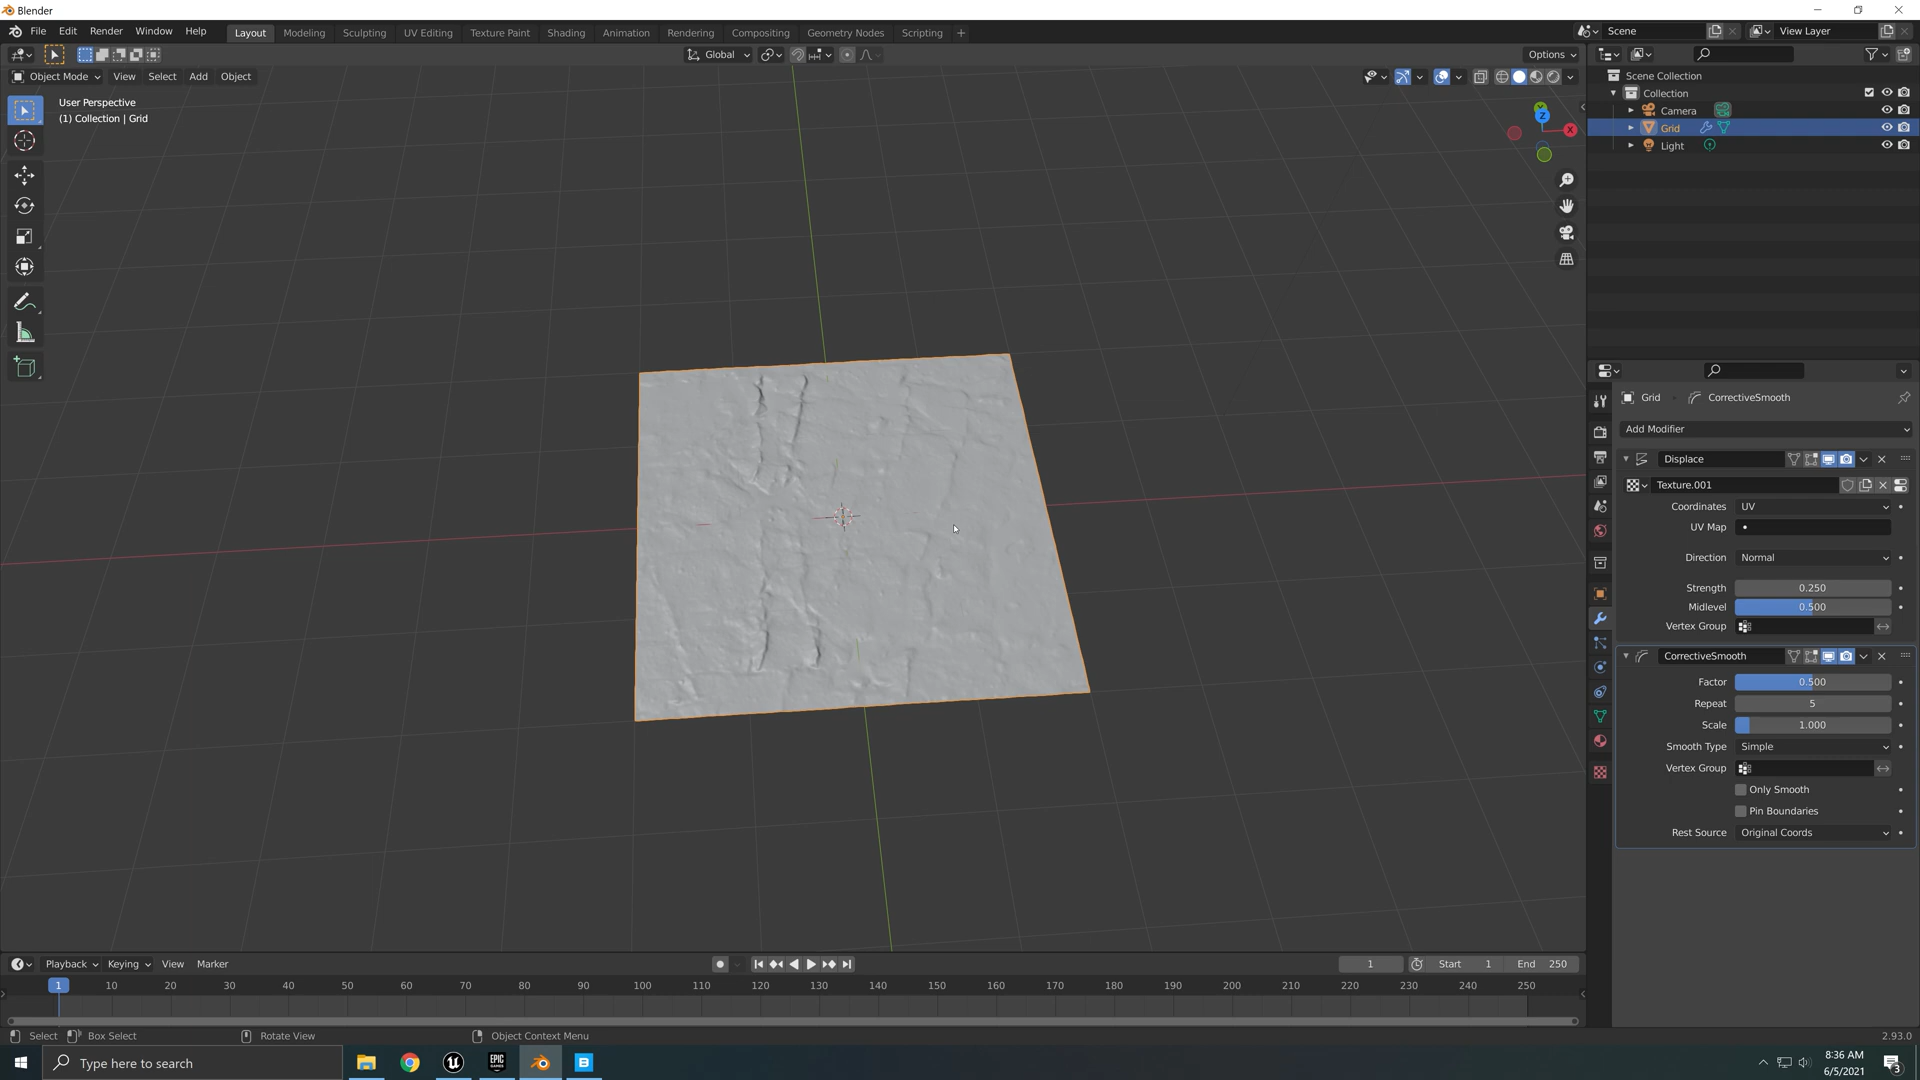 Blender
File Edit Render Window Help
Layout Modeling Sculpting UV Editing Texture Paint Shading Animation Rendering Compositing Geometry Nodes Scripting +
Scene
View Layer
Global
Options
Object Mode View Select Add Object
User Perspective
(1) Collection | Grid
Z
X
Scene Collection
Collection
Camera
Grid
Light
Grid CorrectiveSmooth
Add Modifier
Displace
Texture.001
Coordinates UV
UV Map
Direction Normal
Strength 0.250
Midlevel 0.500
Vertex Group
CorrectiveSmooth
Factor 0.500
Repeat 5
Scale 1.000
Smooth Type Simple
Vertex Group
Only Smooth
Pin Boundaries
Rest Source Original Coords
Playback Keying View Marker
1 Start 1 End 250
1 10 20 30 40 50 60 70 80 90 100 110 120 130 140 150 160 170 180 190 200 210 220 230 240 250
Select Box Select Rotate View Object Context Menu
2.93.0
Type here to search
EPIC GAMES
8:36 AM
6/5/2021
3